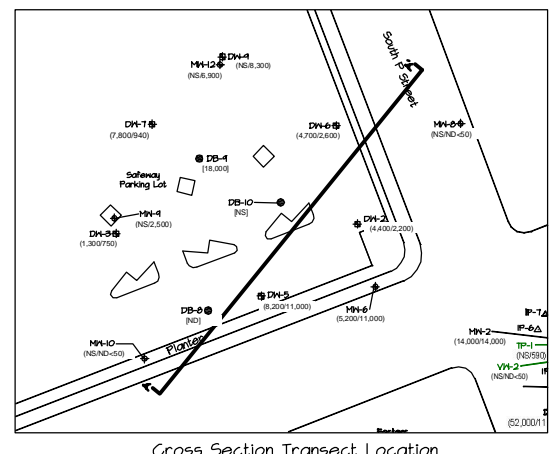 South P Street
DW-9
MW-12
(NS/8,300)
(NS/6,900)
DW-7
(7,800/940)
DW-6
(4,700/2,600)
MW-8
(NS/ND<50)
DB-9
[18,000]
Safeway
Parking Lot
DB-10
[NS]
MW-9
(NS/2,500)
DW-3
(1,300/750)
DW-2
(4,400/2,200)
DW-5
(8,200/11,000)
DB-8
[ND]
MW-6
(5,200/11,000)
MW-10
(NS/ND<50)
Planter
IP-7
IP-6
MW-2
(14,000/14,000)
TP-1
(NS/590)
VW-2
(NS/ND<50)
IP
D
(52,000/11
Cross Section Transect Location